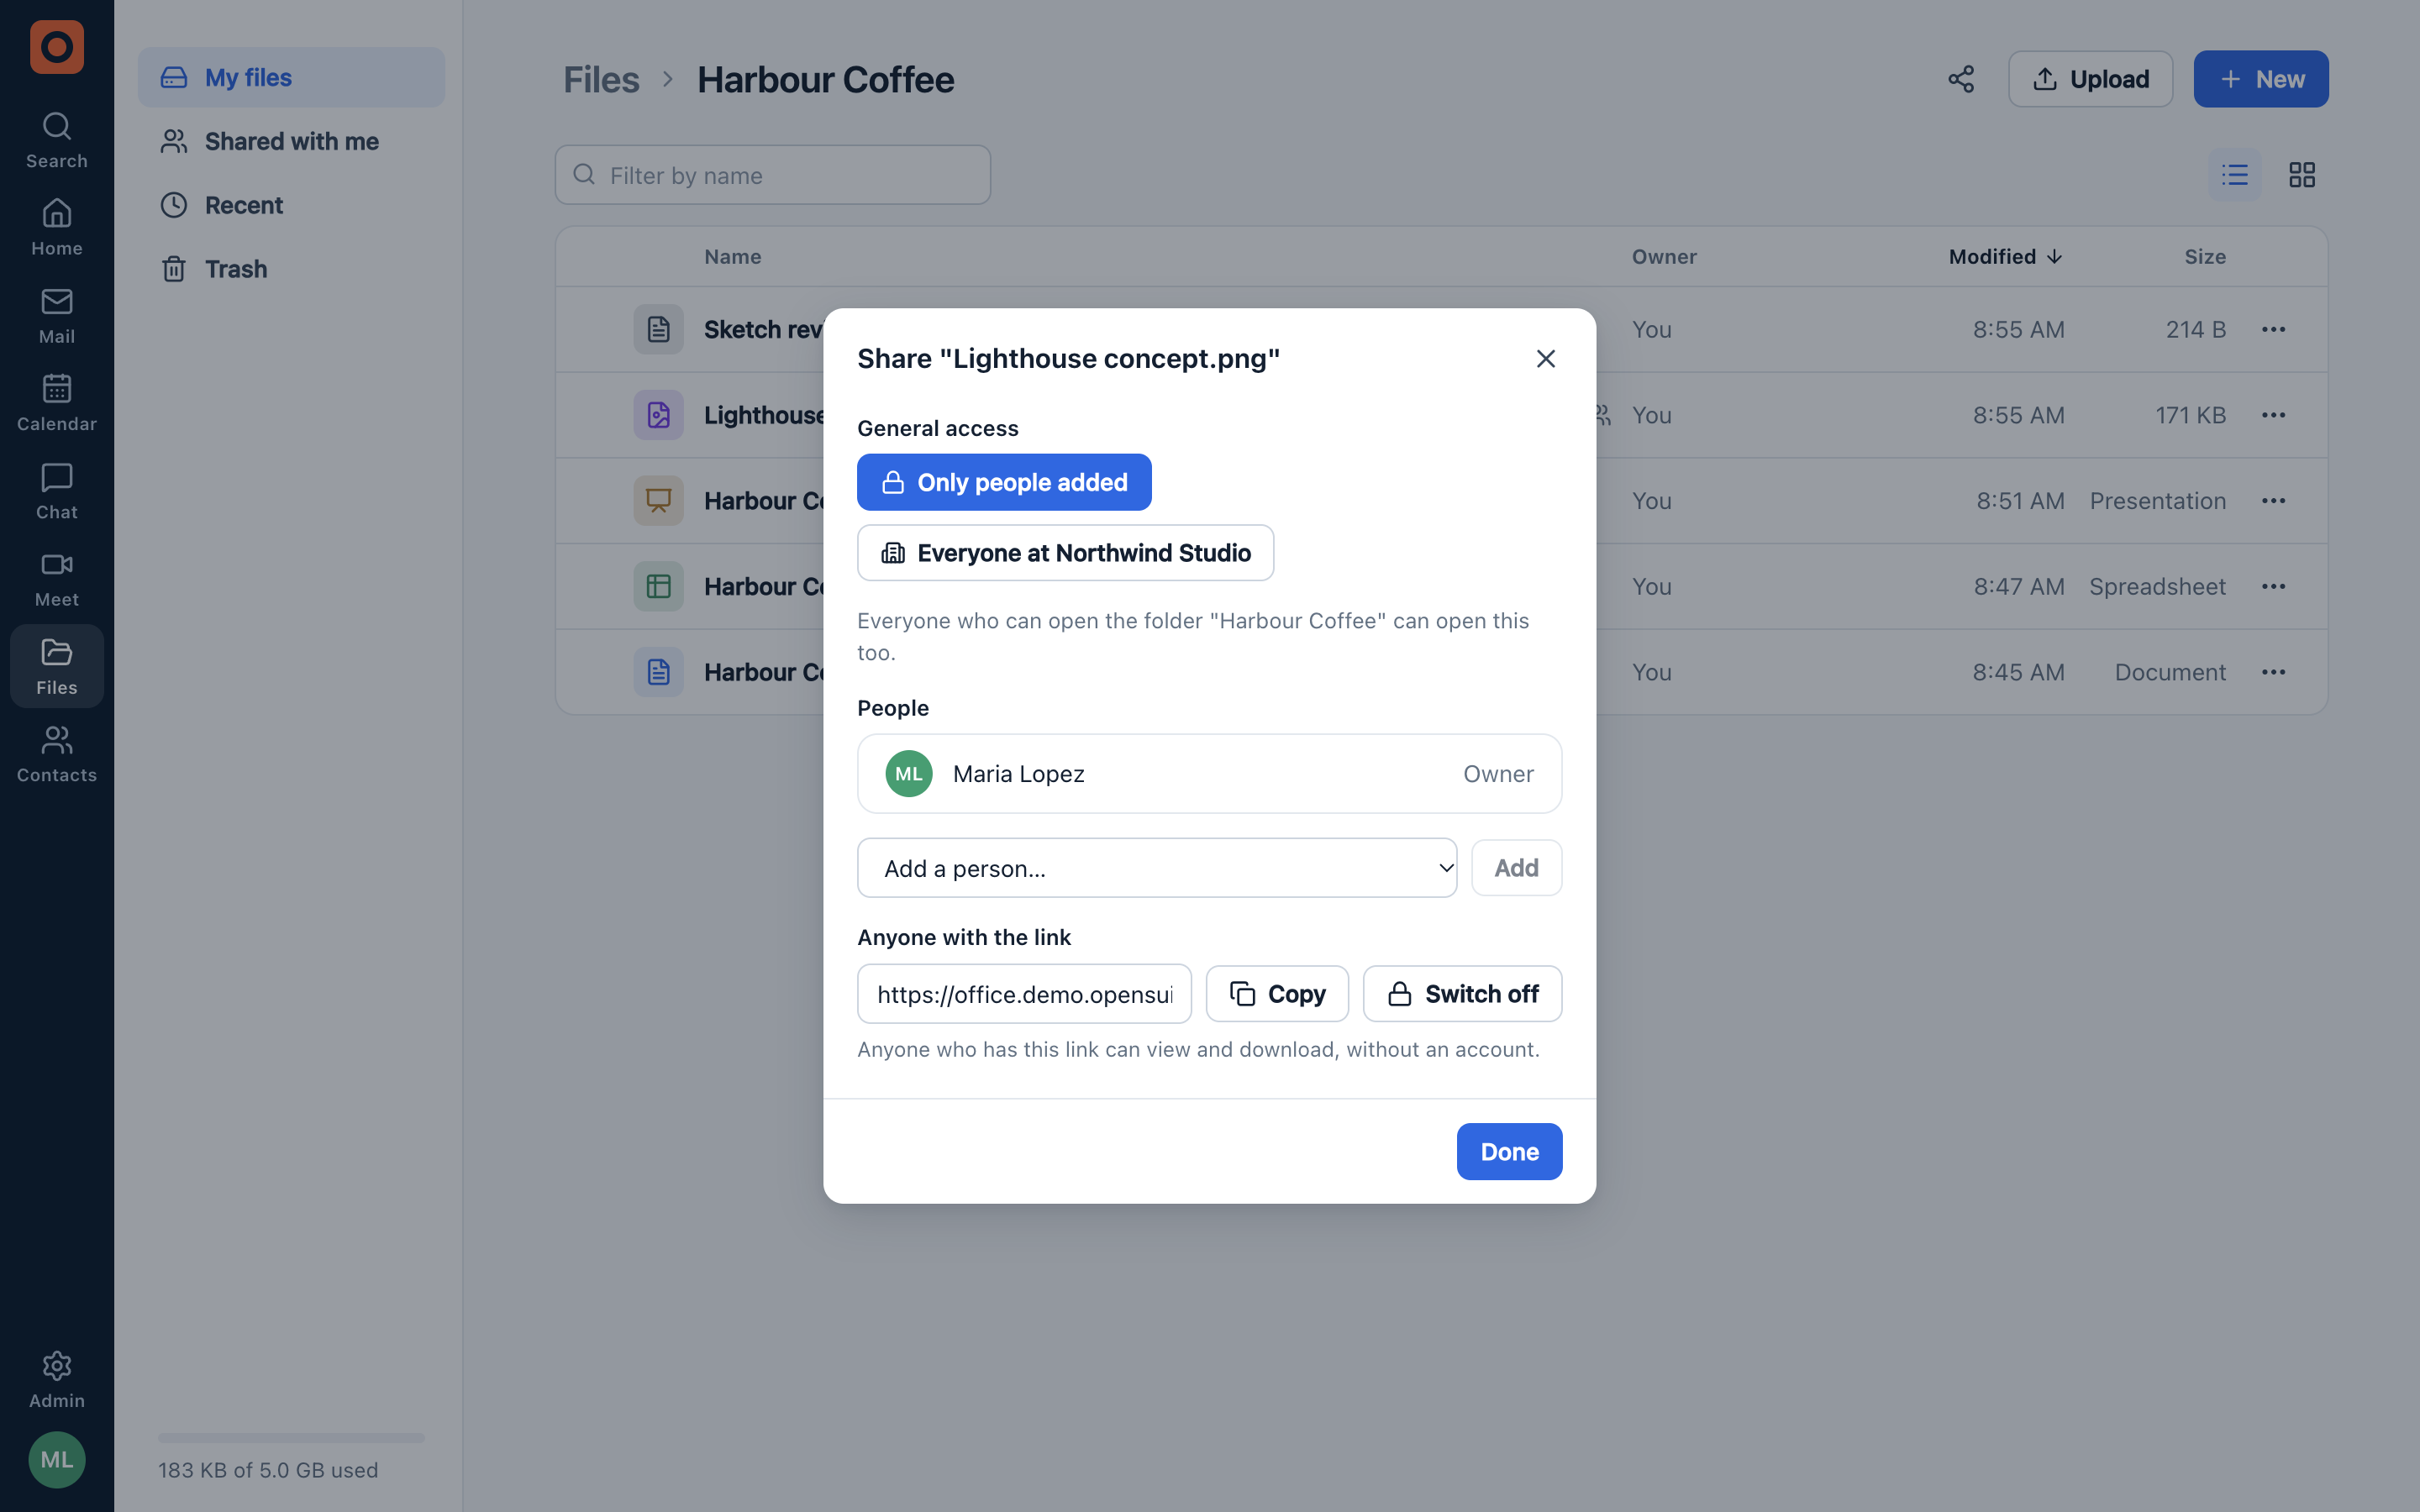 Search
Home
Mail
Calendar
Chat
Meet
Files
Contacts
Admin
ML
My files
Shared with me
Recent
Trash
183 KB of 5.0 GB used
Files > Harbour Coffee
Upload
New
Filter by name
Name Owner Modified Size
Sketch rev You 8:55 AM 214 B
Lighthouse You 8:55 AM 171 KB
Harbour Co You 8:51 AM Presentation
Harbour Co You 8:47 AM Spreadsheet
Harbour Co You 8:45 AM Document
Share "Lighthouse concept.png"
General access
Only people added
Everyone at Northwind Studio
Everyone who can open the folder "Harbour Coffee" can open this
too.
People
ML Maria Lopez Owner
Add a person... Add
Anyone with the link
https://office.demo.opensui Copy Switch off
Anyone who has this link can view and download, without an account.
Done